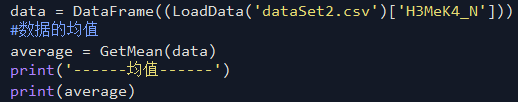 data = DataFrame((LoadData('dataSet2.csv')['H3MeK4_N']))
#数据的均值
average = GetMean(data)
print('------均值------')
print(average)